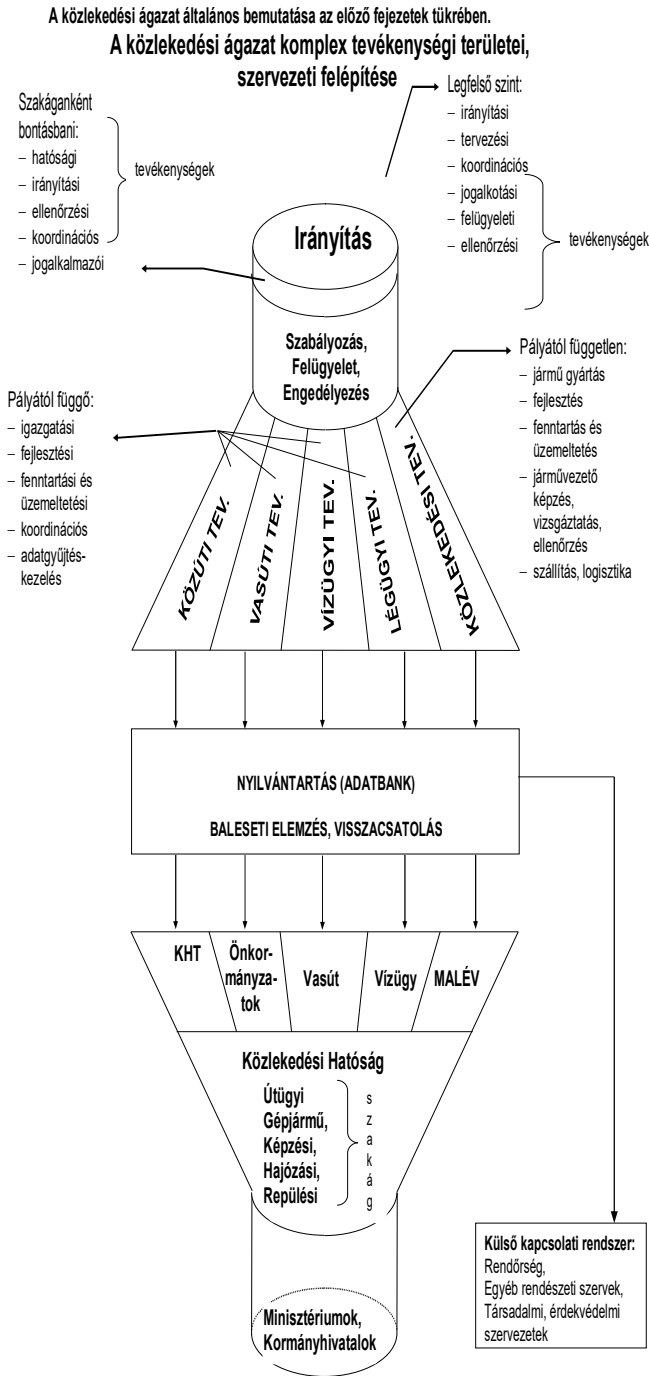 A közlekedési ágazat általános bemutatása az előző fejezetek tükrében.
A közlekedési ágazat komplex tevékenységi területei,
szervezeti felépítése
Szakáganként
bontásbani:
– hatósági
– irányítási
– ellenőrzési
– koordinációs
– jogalkalmazói
tevékenységek
Legfelső szint:
– irányítási
– tervezési
– koordinációs
– jogalkotási
– felügyeleti
– ellenőrzési
tevékenységek
Irányítás
Szabályozás,
Felügyelet,
Engedélyezés
Pályától függő:
– igazgatási
– fejlesztési
– fenntartási és
üzemeltetési
– koordinációs
– adatgyűjtés-
kezelés
Pályától független:
– jármű gyártás
– fejlesztés
– fenntartás és
üzemeltetés
– járművezető
képzés,
vizsgáztatás,
ellenőrzés
– szállítás, logisztika
KÖZÚTI TEV.
VASÚTI TEV.
VÍZÜGYI TEV.
LÉGÜGYI TEV.
KÖZLEKEDÉSI TEV.
NYILVÁNTARTÁS (ADATBANK)
BALESETI ELEMZÉS, VISSZACSATOLÁS
KHT
Önkor-
mányza-
tok
Vasút
Vízügy
MALÉV
Közlekedési Hatóság
Útügyi
Gépjármű,
Képzési,
Hajózási,
Repülési
s
z
a
k
á
g
Minisztériumok,
Kormányhivatalok
Külső kapcsolati rendszer:
Rendőrség,
Egyéb rendészeti szervek,
Társadalmi, érdekvédelmi
szervezetek